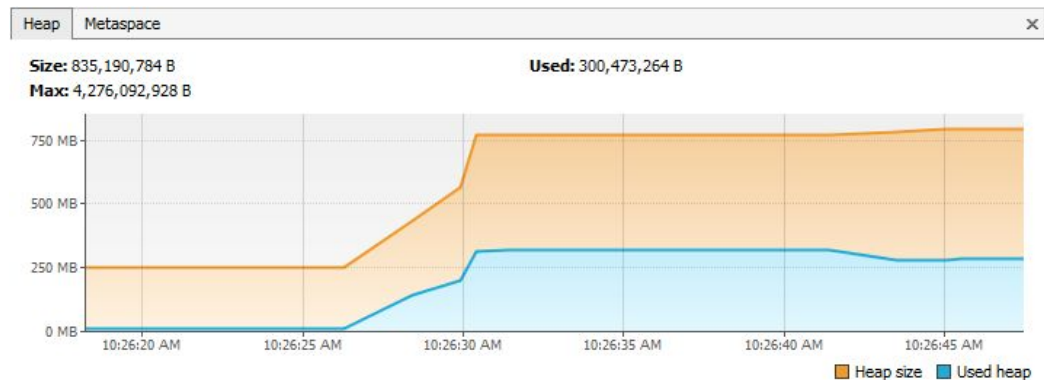 Heap Metaspace
Size: 835,190,784 B Used: 300,473,264 B
Max: 4,276,092,928 B
750 MB
500 MB
250 MB
0 MB
10:26:20 AM 10:26:25 AM 10:26:30 AM 10:26:35 AM 10:26:40 AM 10:26:45 AM
Heap size Used heap